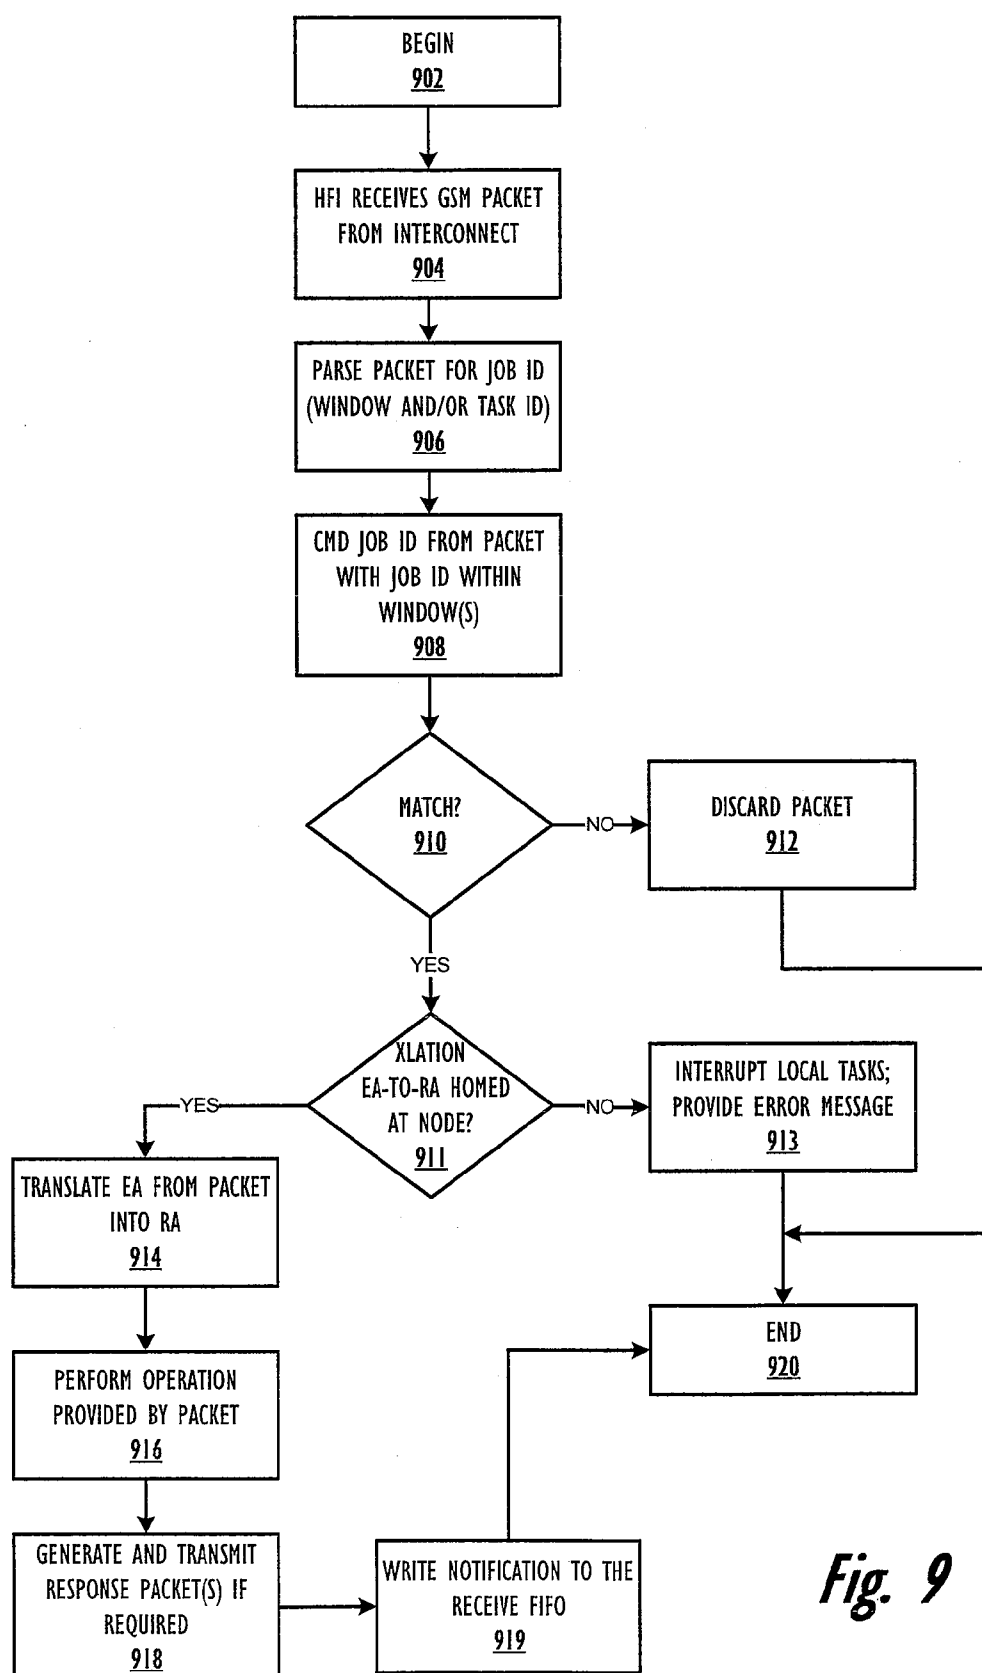 BEGIN
902
HFI RECEIVES GSM PACKET
FROM INTERCONNECT
904
PARSE PACKET FOR JOB ID
(WINDOW AND/OR TASK ID)
906
CMD JOB ID FROM PACKET
WITH JOB ID WITHIN
WINDOW(S)
908
MATCH?
910
NO
DISCARD PACKET
912
YES
XLATION
EA-TO-RA HOMED
AT NODE?
911
YES
NO
INTERRUPT LOCAL TASKS;
PROVIDE ERROR MESSAGE
913
TRANSLATE EA FROM PACKET
INTO RA
914
END
920
PERFORM OPERATION
PROVIDED BY PACKET
916
GENERATE AND TRANSMIT
RESPONSE PACKET(S) IF
REQUIRED
918
WRITE NOTIFICATION TO THE
RECEIVE FIFO
919
Fig. 9